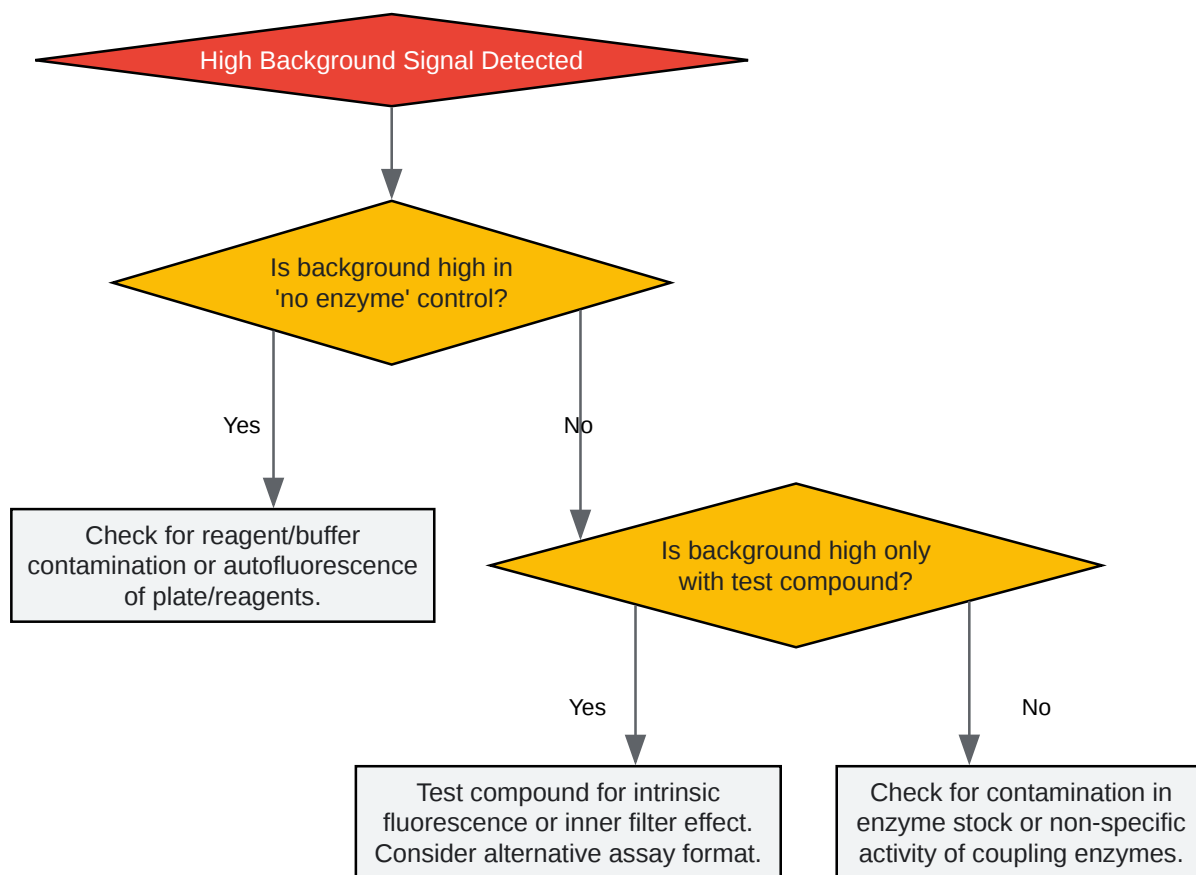 High Background Signal Detected
Is background high in
'no enzyme' control?
Yes
No
Check for reagent/buffer
contamination or autofluorescence
of plate/reagents.
Is background high only
with test compound?
Yes
No
Test compound for intrinsic
fluorescence or inner filter effect.
Consider alternative assay format.
Check for contamination in
enzyme stock or non-specific
activity of coupling enzymes.